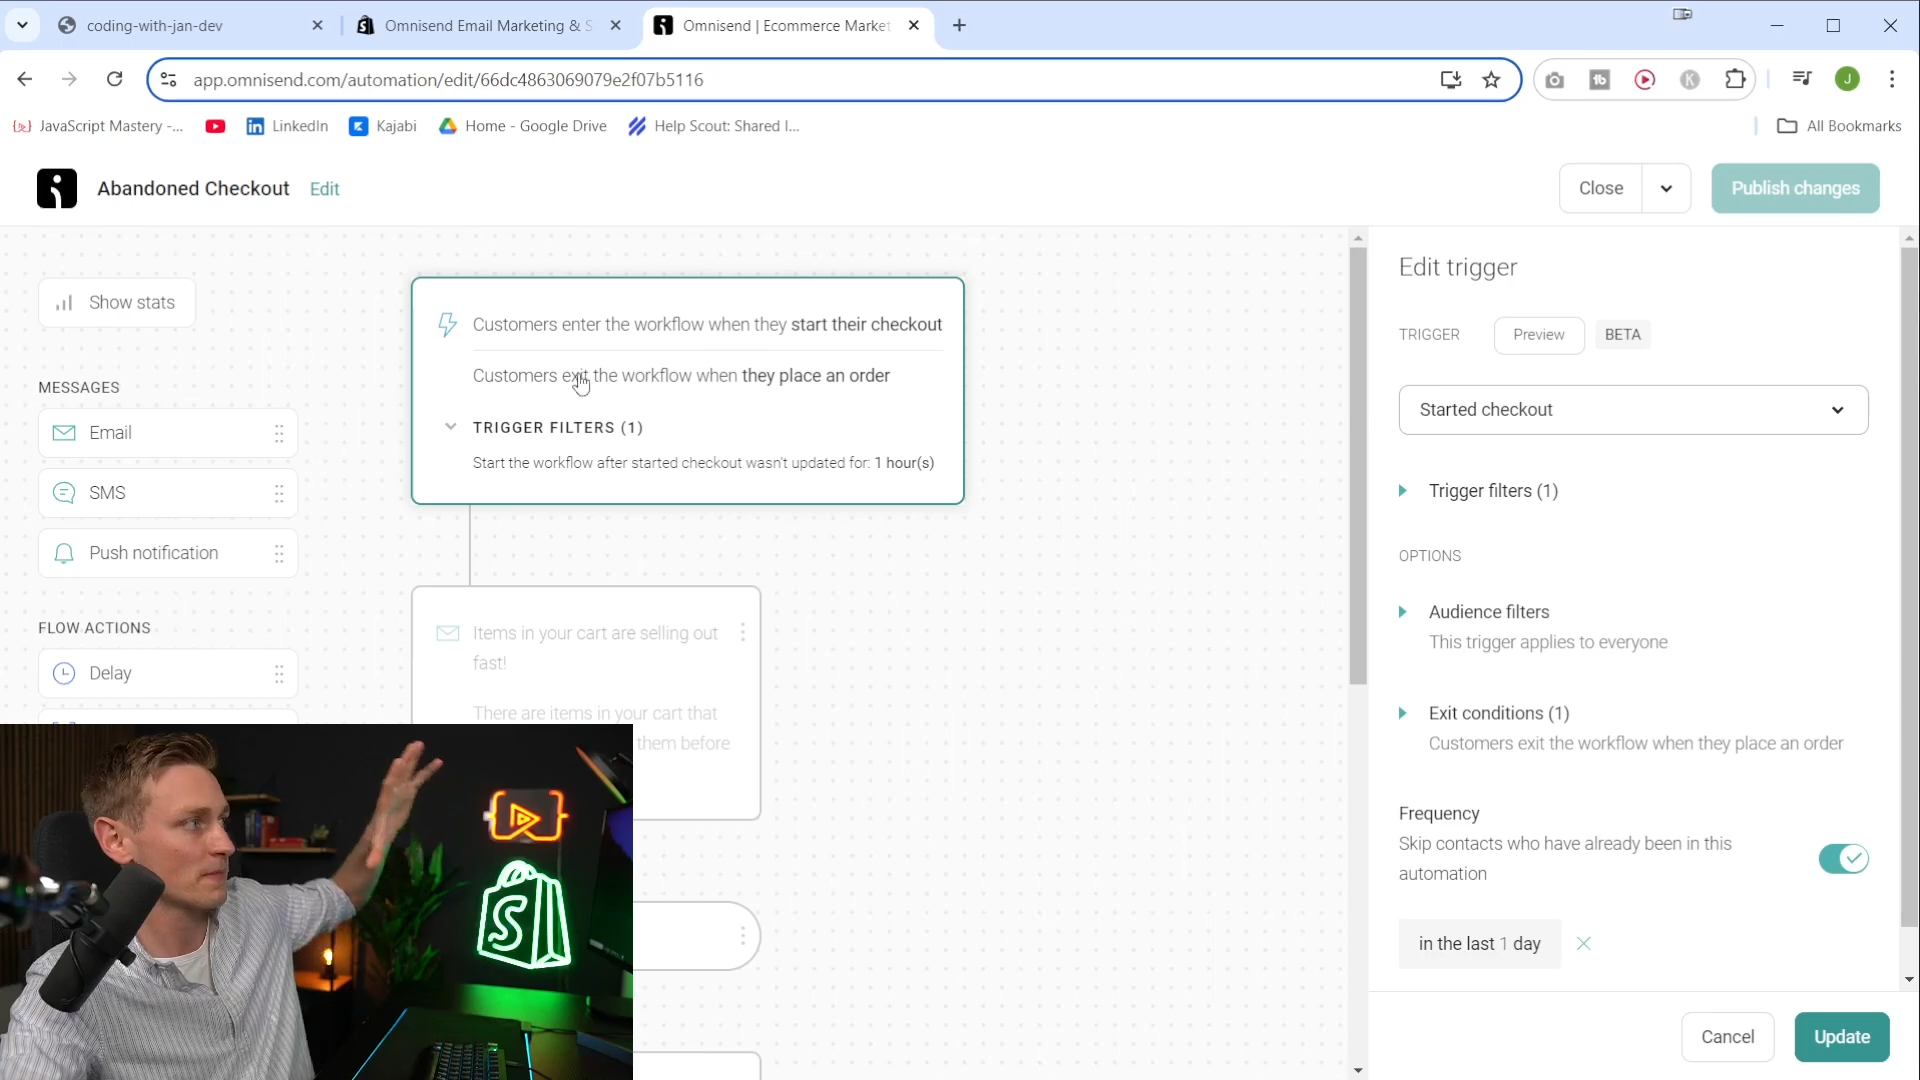 coding-with-jan-dev
Omnisend Email Marketing & S
Omnisend | Ecommerce Market
app.omnisend.com/automation/edit/66dc4863069079e2f07b5116
JavaScript Mastery -...
LinkedIn
Kajabi
Home - Google Drive
Help Scout: Shared I...
All Bookmarks
Abandoned Checkout
Edit
Close
Publish changes
Show stats
MESSAGES
Email
SMS
Push notification
FLOW ACTIONS
Delay
Customers enter the workflow when they start their checkout
Customers exit the workflow when they place an order
TRIGGER FILTERS (1)
Start the workflow after started checkout wasn't updated for: 1 hour(s)
Items in your cart are selling out
fast!
There are items in your cart that
them before
Edit trigger
TRIGGER
Preview
BETA
Started checkout
Trigger filters (1)
OPTIONS
Audience filters
This trigger applies to everyone
Exit conditions (1)
Customers exit the workflow when they place an order
Frequency
Skip contacts who have already been in this
automation
in the last 1 day
Cancel
Update